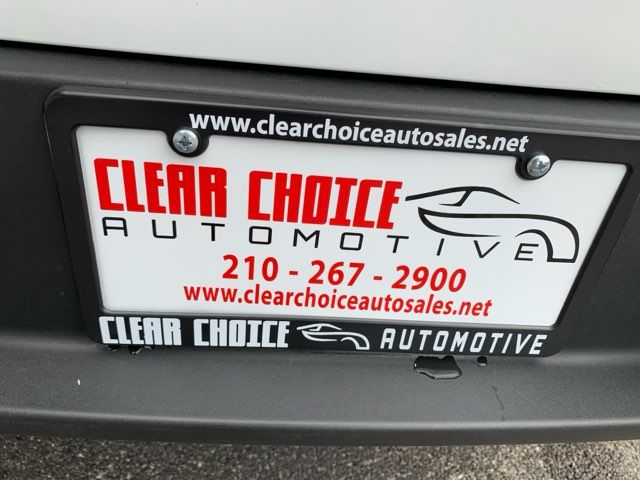 www.clearchoiceautosales.net
CLEAR CHOICE
AUTOMOTIVE
210 - 267 - 2900
www.clearchoiceautosales.net
CLEAR CHOICE AUTOMOTIVE